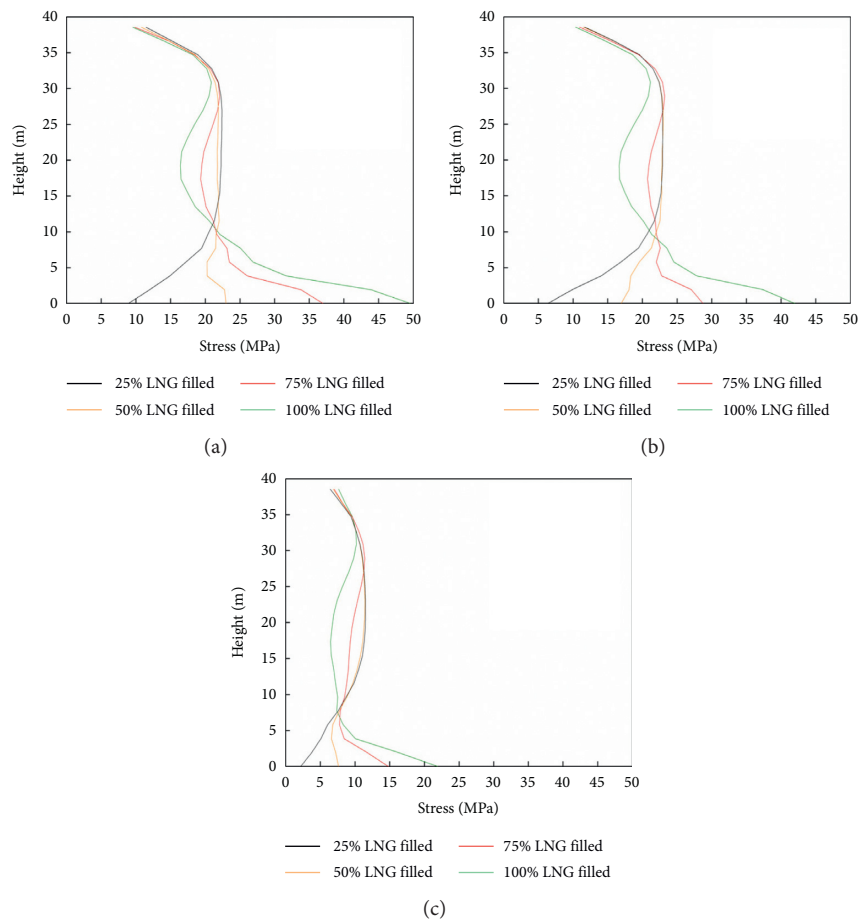 40
35
30
25
20
15
10
5
0
Height (m)
0 5 10 15 20 25 30 35 40 45 50
Stress (MPa)
25% LNG filled 75% LNG filled
50% LNG filled 100% LNG filled
(a)
40
35
30
25
20
15
10
5
0
Height (m)
0 5 10 15 20 25 30 35 40 45 50
Stress (MPa)
25% LNG filled 75% LNG filled
50% LNG filled 100% LNG filled
(b)
40
35
30
25
20
15
10
5
0
Height (m)
0 5 10 15 20 25 30 35 40 45 50
Stress (MPa)
25% LNG filled 75% LNG filled
50% LNG filled 100% LNG filled
(c)